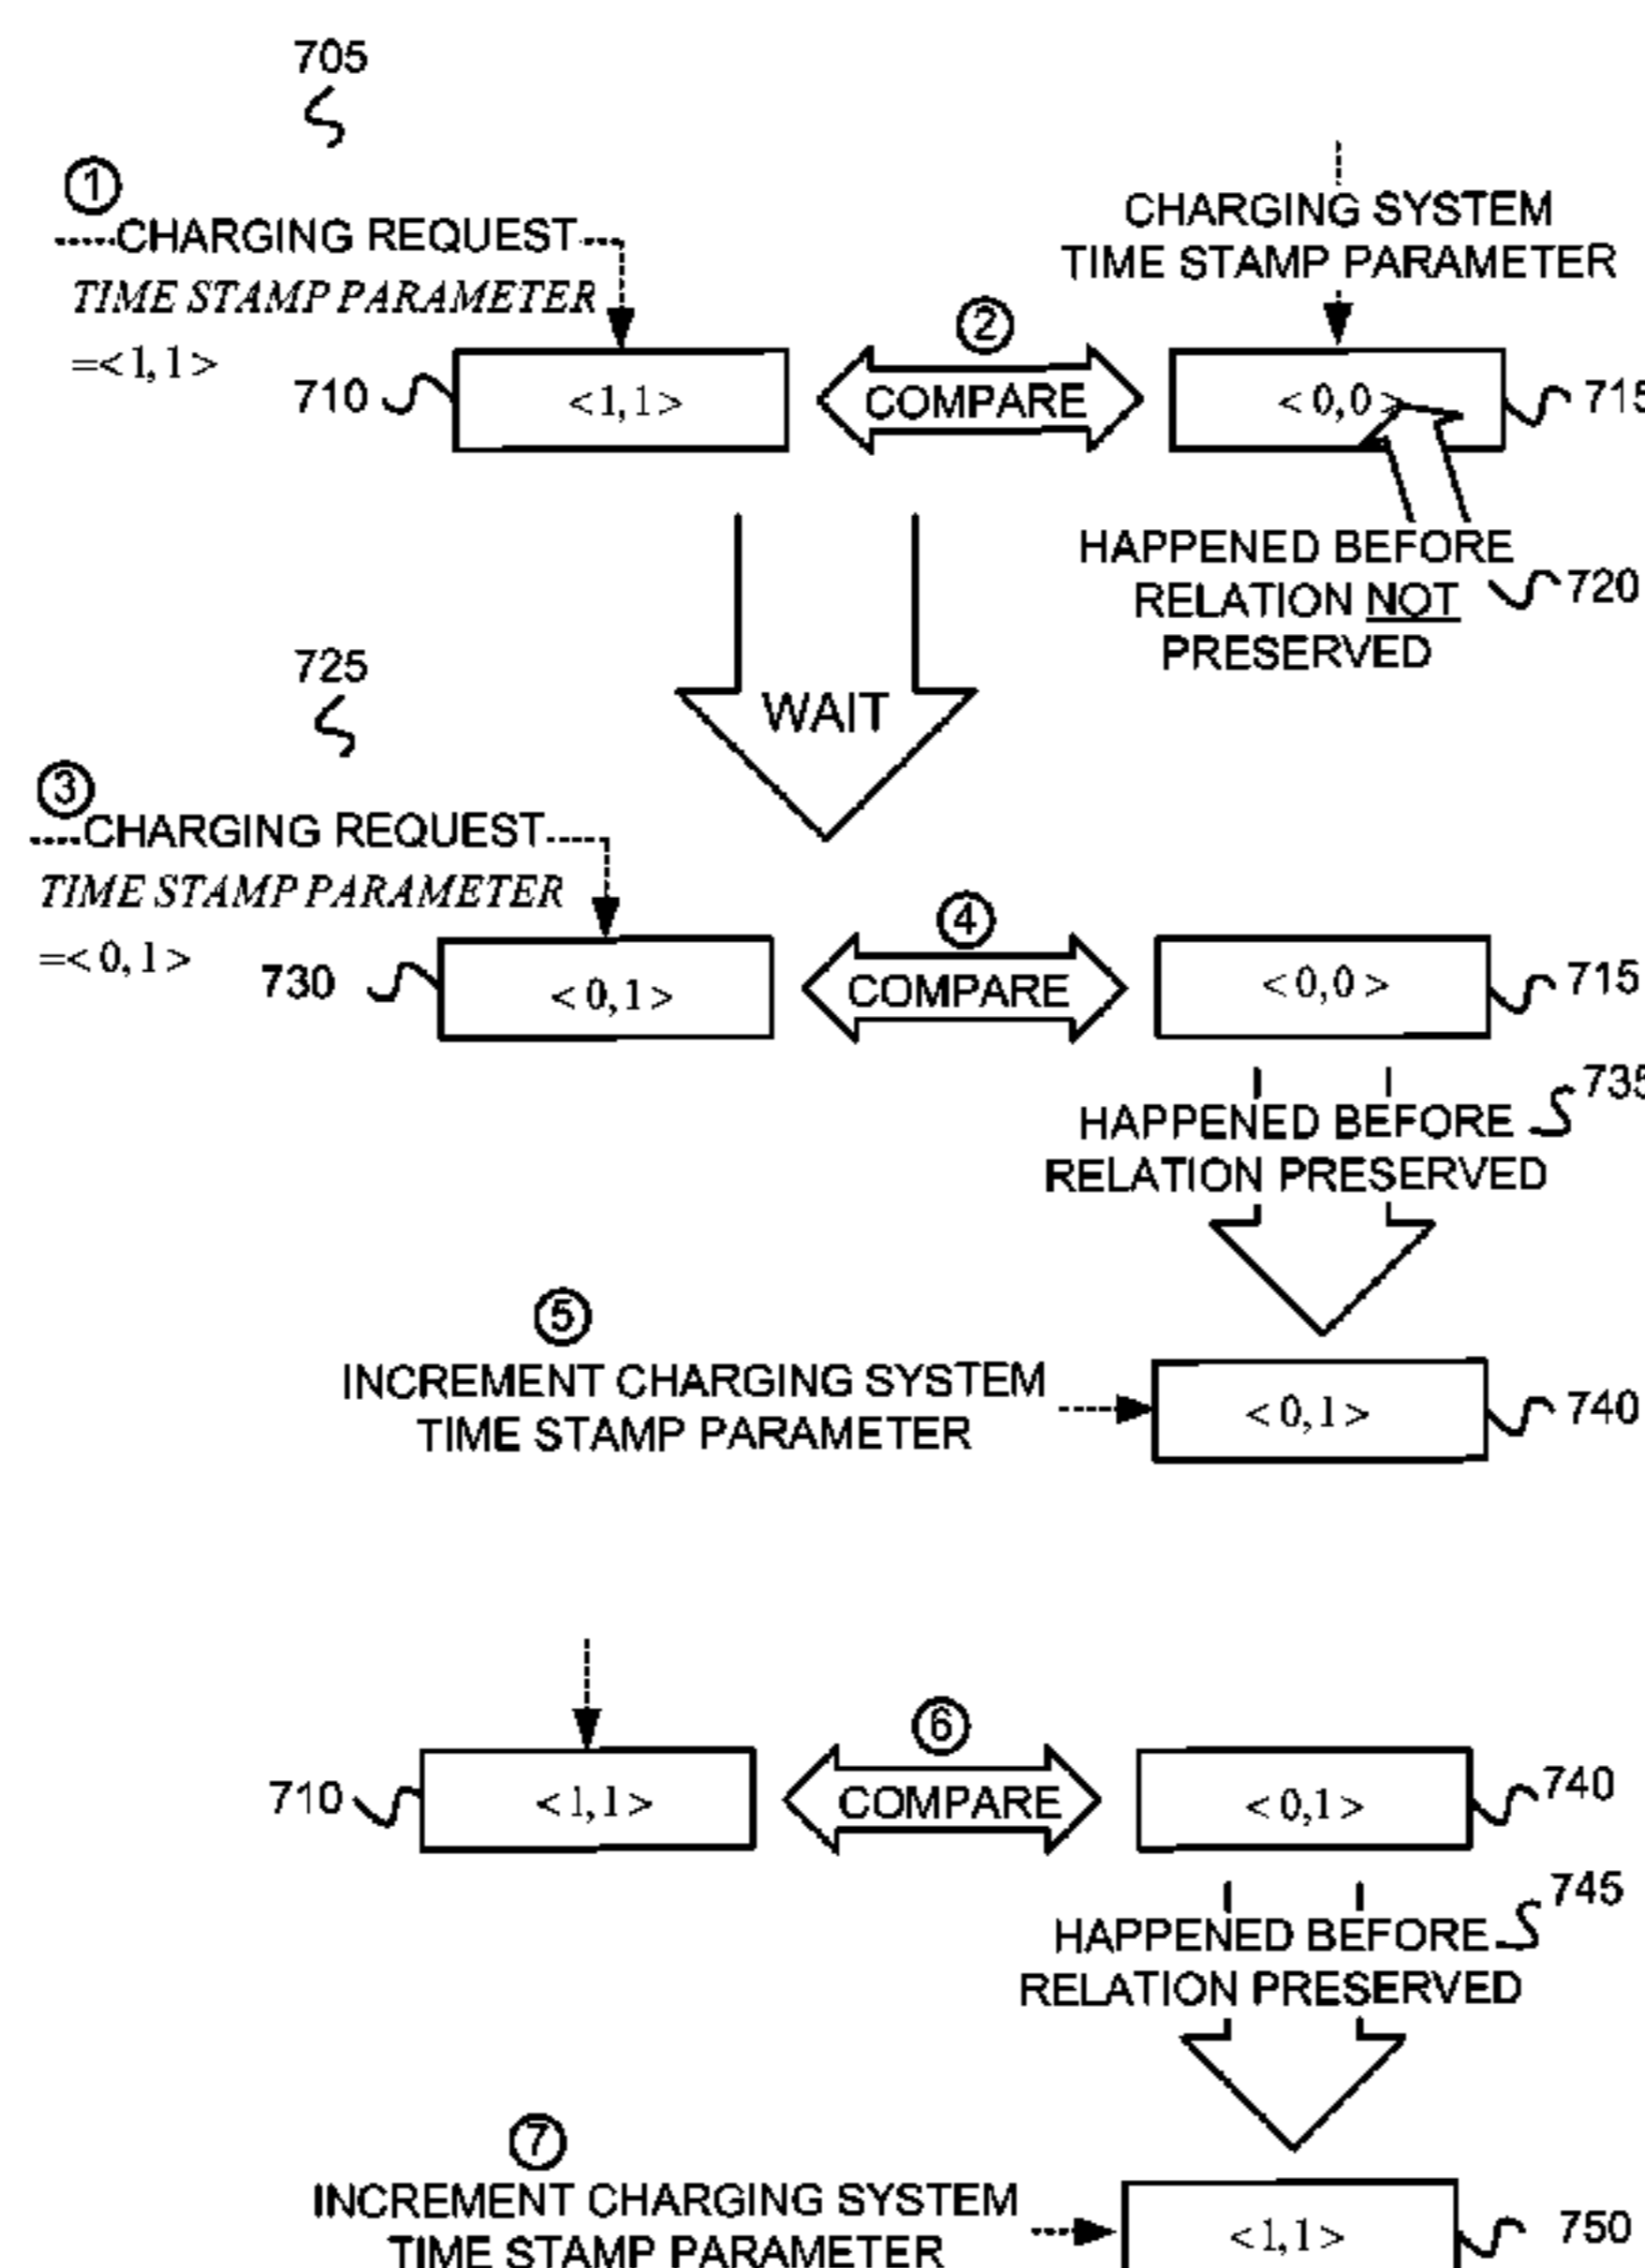 705
①
CHARGING REQUEST
TIME STAMP PARAMETER
=<1,1>
CHARGING SYSTEM
TIME STAMP PARAMETER
②
710
<1,1>
COMPARE
<0,0>
715
HAPPENED BEFORE
RELATION NOT
PRESERVED
720
WAIT
725
③
CHARGING REQUEST
TIME STAMP PARAMETER
=<0,1>
④
730
<0,1>
COMPARE
<0,0>
715
735
HAPPENED BEFORE
RELATION PRESERVED
⑤
INCREMENT CHARGING SYSTEM
TIME STAMP PARAMETER
<0,1>
740
⑥
710
<1,1>
COMPARE
<0,1>
740
745
HAPPENED BEFORE
RELATION PRESERVED
⑦
INCREMENT CHARGING SYSTEM
TIME STAMP PARAMETER
<1,1>
750